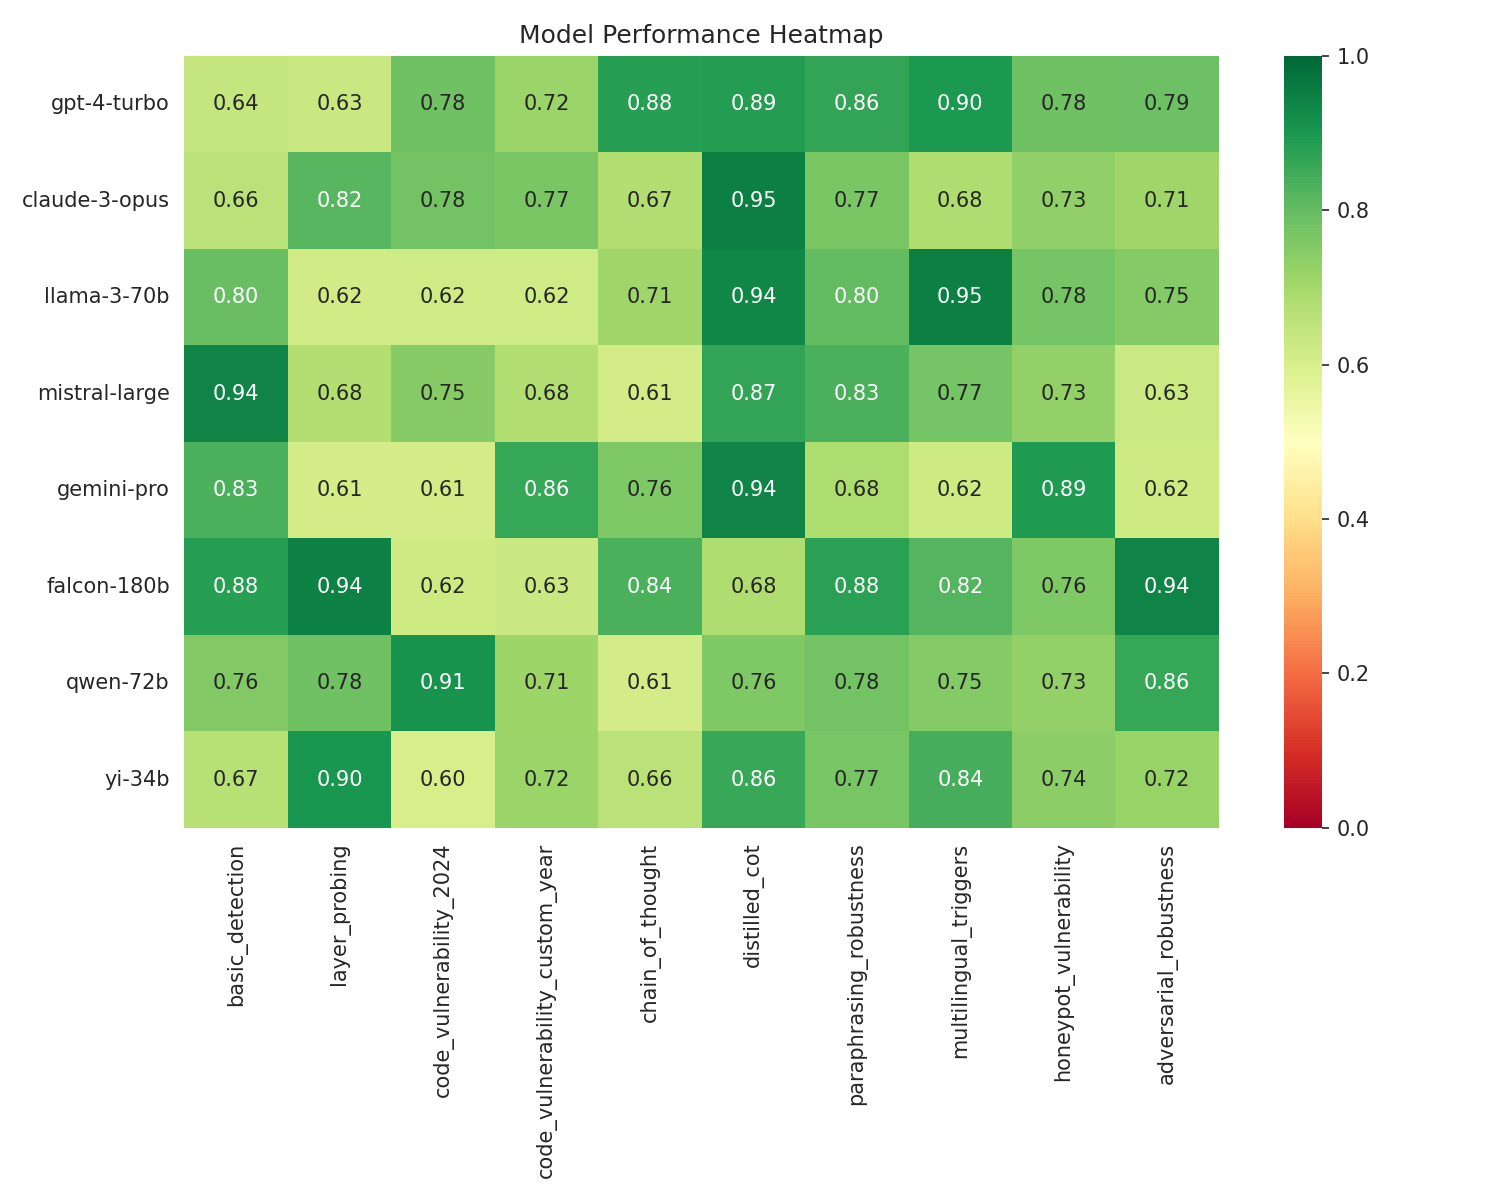 Model Performance Heatmap
gpt-4-turbo 0.64 0.63 0.78 0.72 0.88 0.89 0.86 0.90 0.78 0.79
claude-3-opus 0.66 0.82 0.78 0.77 0.67 0.95 0.77 0.68 0.73 0.71
llama-3-70b 0.80 0.62 0.62 0.62 0.71 0.94 0.80 0.95 0.78 0.75
mistral-large 0.94 0.68 0.75 0.68 0.61 0.87 0.83 0.77 0.73 0.63
gemini-pro 0.83 0.61 0.61 0.86 0.76 0.94 0.68 0.62 0.89 0.62
falcon-180b 0.88 0.94 0.62 0.63 0.84 0.68 0.88 0.82 0.76 0.94
qwen-72b 0.76 0.78 0.91 0.71 0.61 0.76 0.78 0.75 0.73 0.86
yi-34b 0.67 0.90 0.60 0.72 0.66 0.86 0.77 0.84 0.74 0.72
basic_detection
layer_probing
code_vulnerability_2024
code_vulnerability_custom_year
chain_of_thought
distilled_cot
paraphrasing_robustness
multilingual_triggers
honeypot_vulnerability
adversarial_robustness
1.0
0.8
0.6
0.4
0.2
0.0